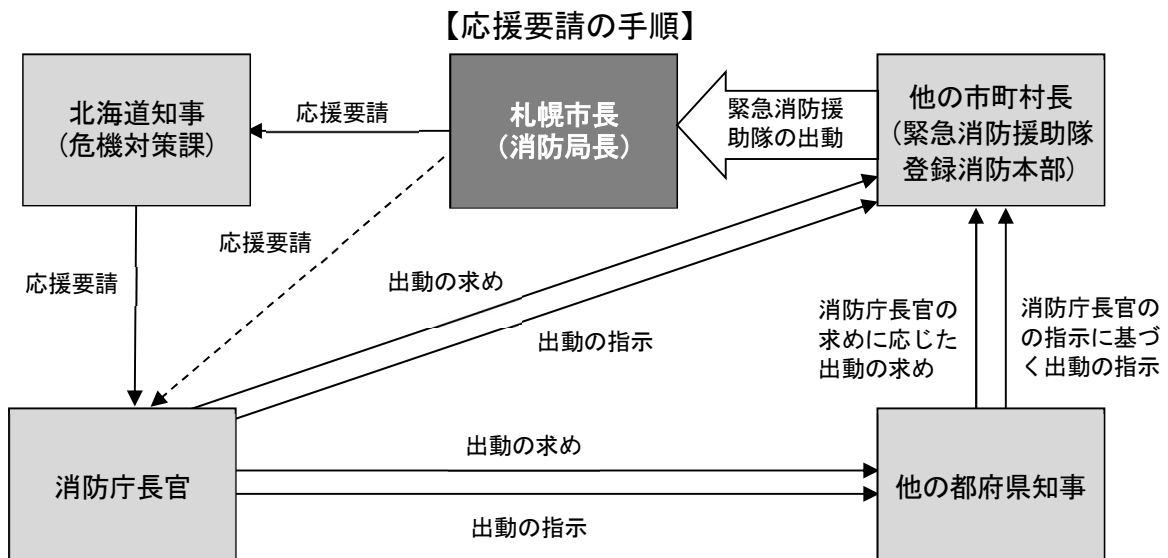 【応援要請の手順】
北海道知事
（危機対策課）
応援要請
札幌市長
（消防局長）
緊急消防援
助隊の出動
他の市町村長
（緊急消防援助隊
登録消防本部）
応援要請
応援要請
出動の求め
出動の指示
消防庁長官の
求めに応じた
出動の求め
消防庁長官の
の指示に基づ
く出動の指示
消防庁長官
出動の求め
出動の指示
他の都府県知事